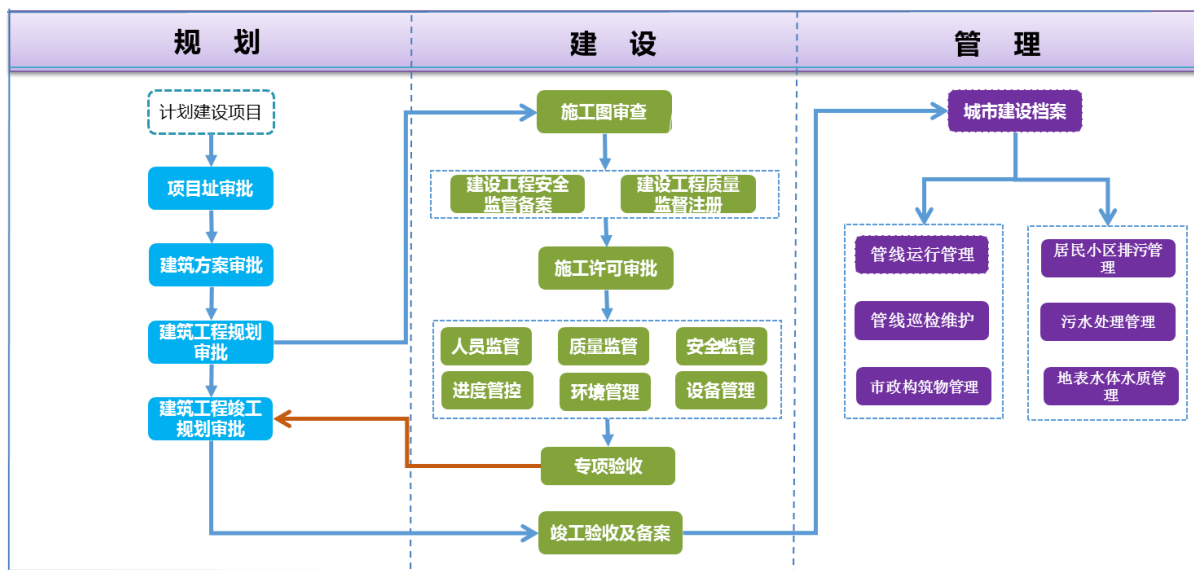 规 划
建 设
管 理
计划建设项目
项目址审批
建筑方案审批
建筑工程规划
审批
建筑工程竣工
规划审批
施工图审查
建设工程安全
监管备案
建设工程质量
监督注册
施工许可审批
人员监管
质量监管
安全监管
进度管控
环境管理
设备管理
专项验收
竣工验收及备案
城市建设档案
管线运行管理
管线巡检维护
市政构筑物管理
居民小区排污管
理
污水处理管理
地表水体水质管
理